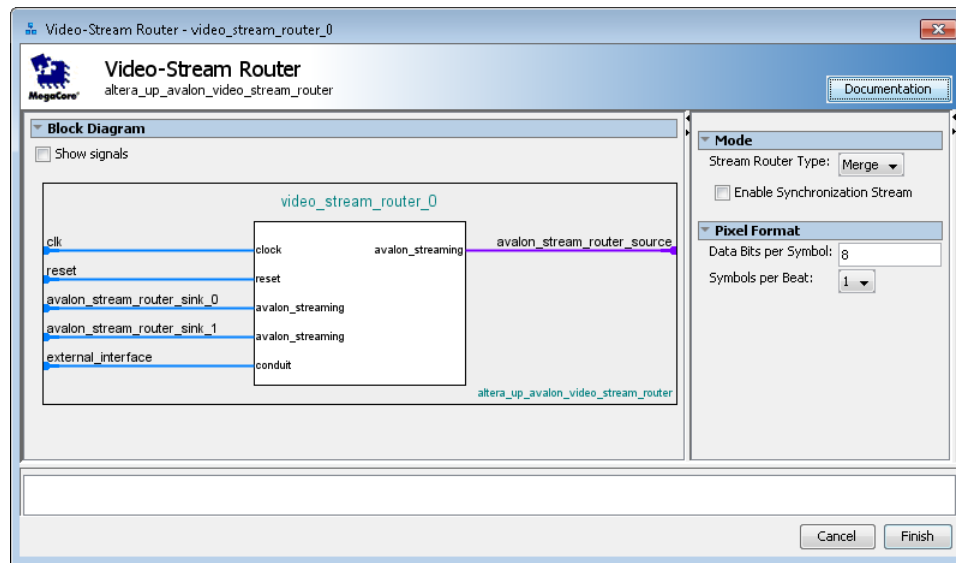 Video-Stream Router - video_stream_router_0
MegaCore®
Video-Stream Router
altera_up_avalon_video_stream_router
Documentation
Block Diagram
Show signals
video_stream_router_0
clk
clock
avalon_streaming
avalon_stream_router_source
reset
reset
avalon_stream_router_sink_0
avalon_streaming
avalon_stream_router_sink_1
avalon_streaming
external_interface
conduit
altera_up_avalon_video_stream_router
Mode
Stream Router Type: Merge
Enable Synchronization Stream
Pixel Format
Data Bits per Symbol: 8
Symbols per Beat: 1
Cancel
Finish